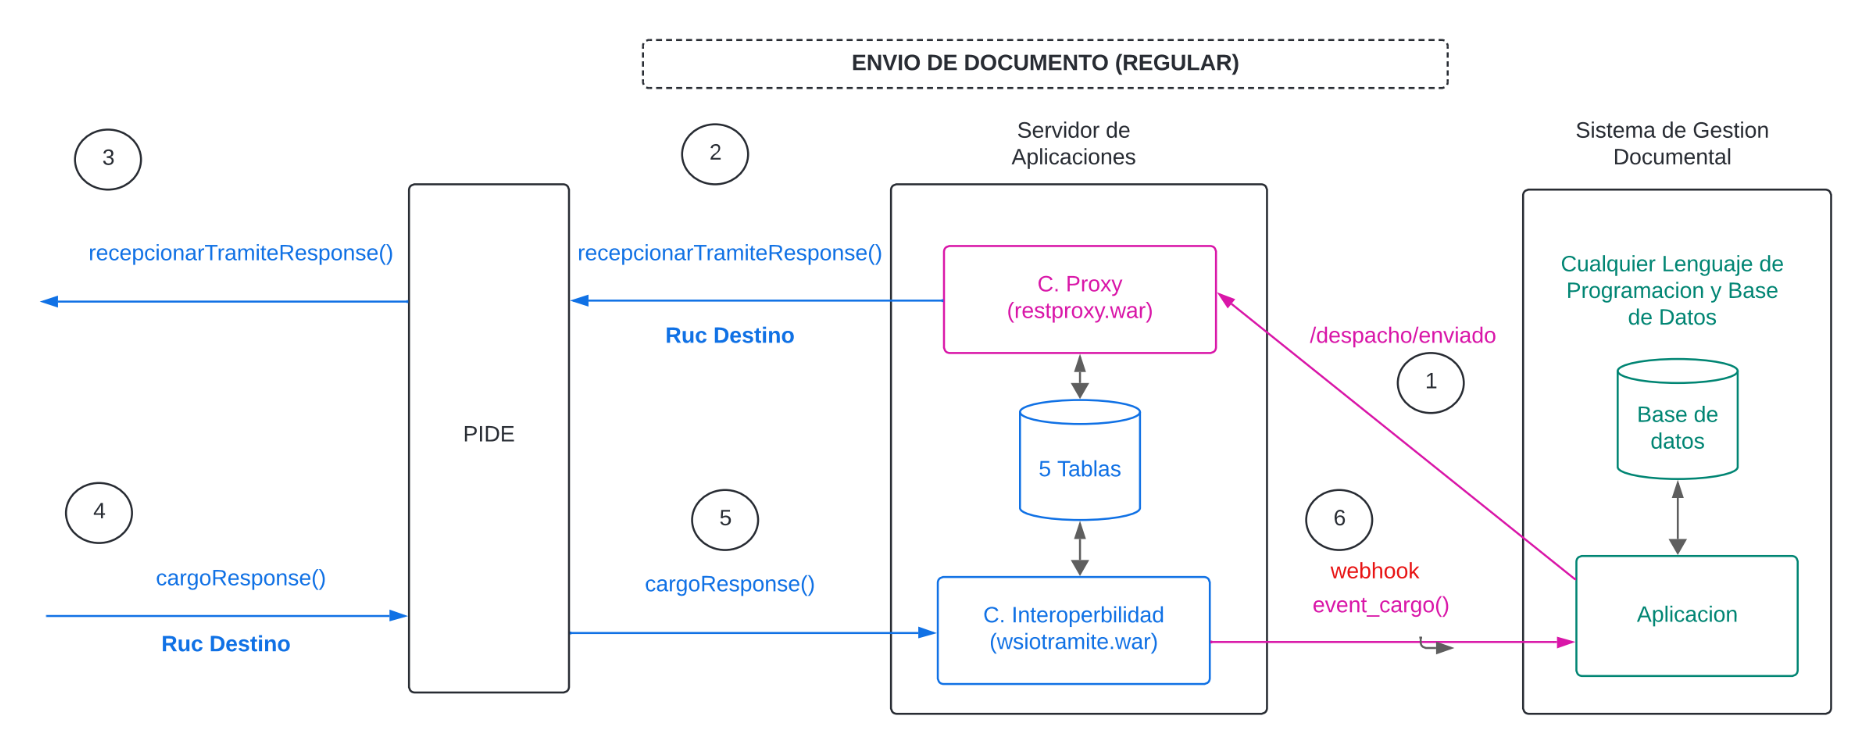 ENVIO DE DOCUMENTO (REGULAR)
3
2
Servidor de
Aplicaciones
Sistema de Gestion
Documental
recepcionarTramiteResponse()
recepcionarTramiteResponse()
Ruc Destino
C. Proxy
(restproxy.war)
/despacho/enviado
1
Cualquier Lenguaje de
Programacion y Base
de Datos
Base de
datos
PIDE
5 Tablas
4
5
6
cargoResponse()
Ruc Destino
cargoResponse()
C. Interoperbilidad
(wsiotramite.war)
webhook
event_cargo()
Aplicacion